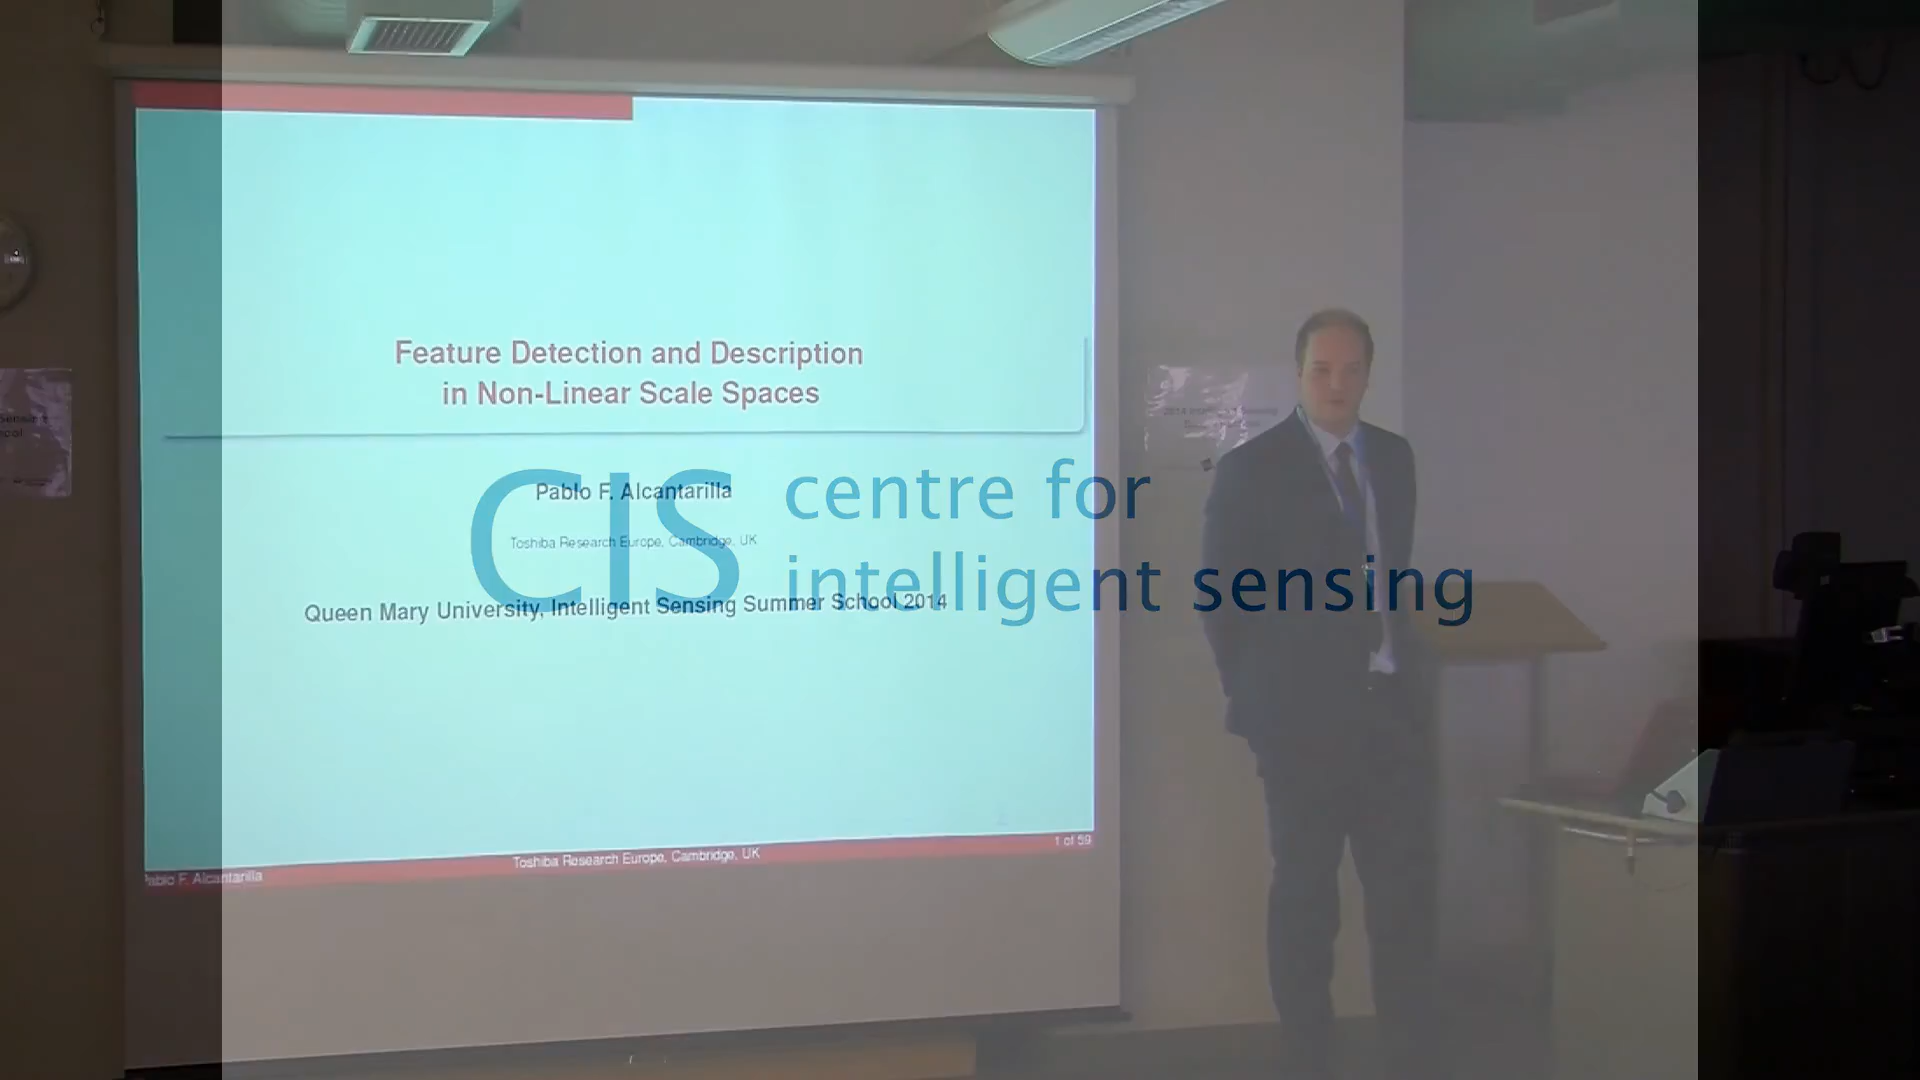 Feature Detection and Description
in Non-Linear Scale Spaces
Pablo F. Alcantarilla
Toshiba Research Europe, Cambridge, UK
Queen Mary University, Intelligent Sensing Summer School 2014
CIS centre for
intelligent sensing
Pablo F. Alcantarilla
Toshiba Research Europe, Cambridge, UK
1 of 59